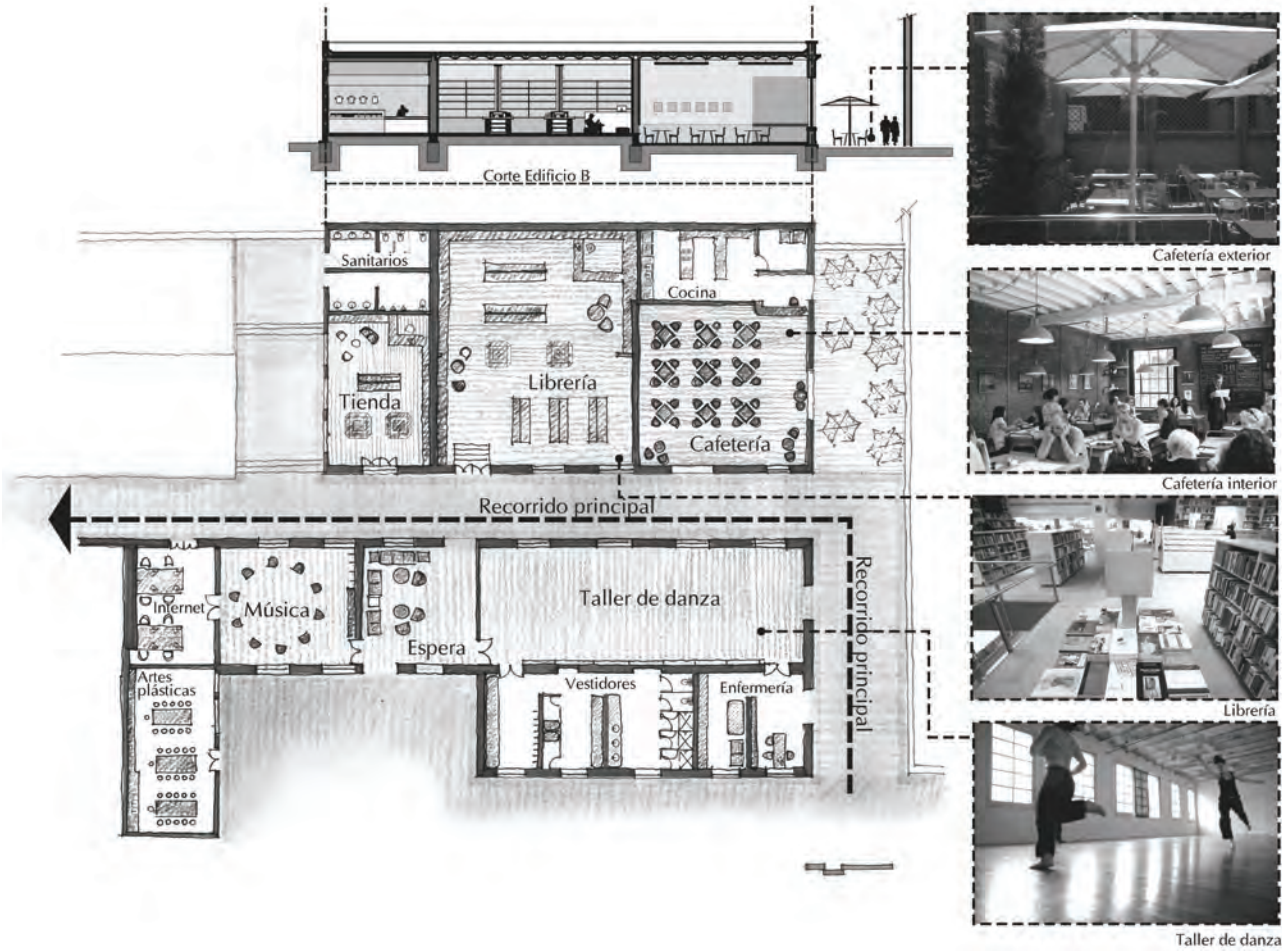 Corte Edificio B
Cafetería exterior
Sanitarios
Cocina
Tienda
Librería
Cafetería
Cafetería interior
Recorrido principal
Recorrido principal
Internet
Música
Espera
Taller de danza
Librería
Artes
plásticas
Vestidores
Enfermería
Taller de danza